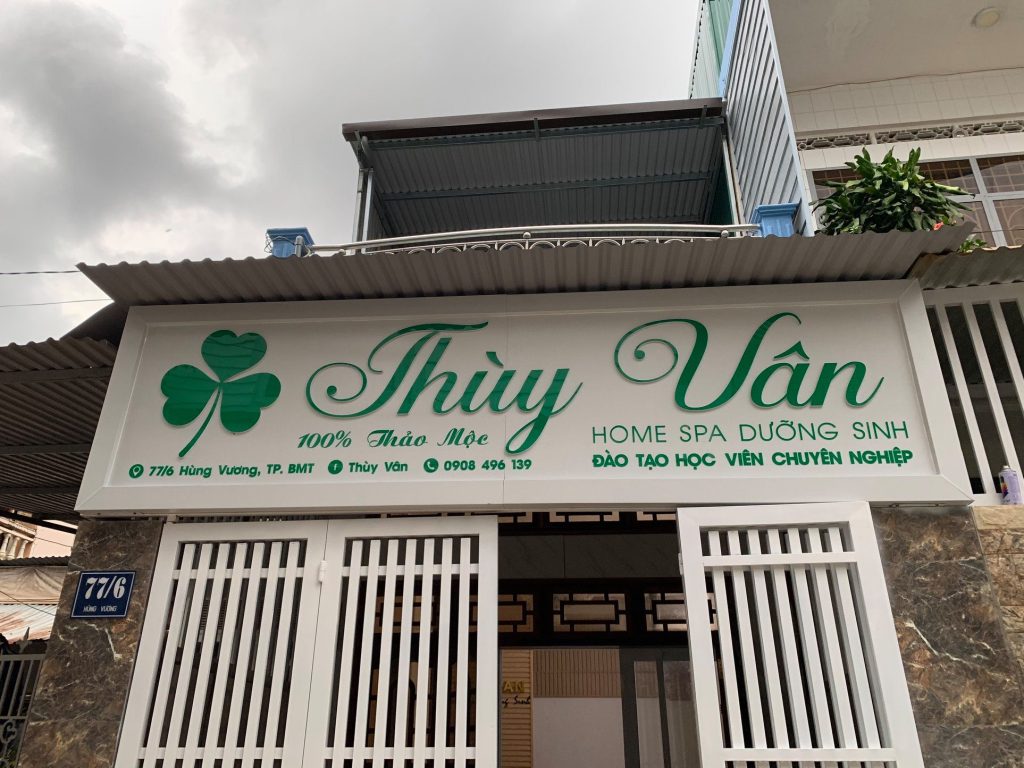 Thùy Vân
100% Thảo Mộc
HOME SPA DƯỠNG SINH
77/6 Hùng Vương, TP. BMT Thùy Vân 0908 496 139
ĐÀO TẠO HỌC VIÊN CHUYÊN NGHIỆP
77/6
HÙNG VƯƠNG